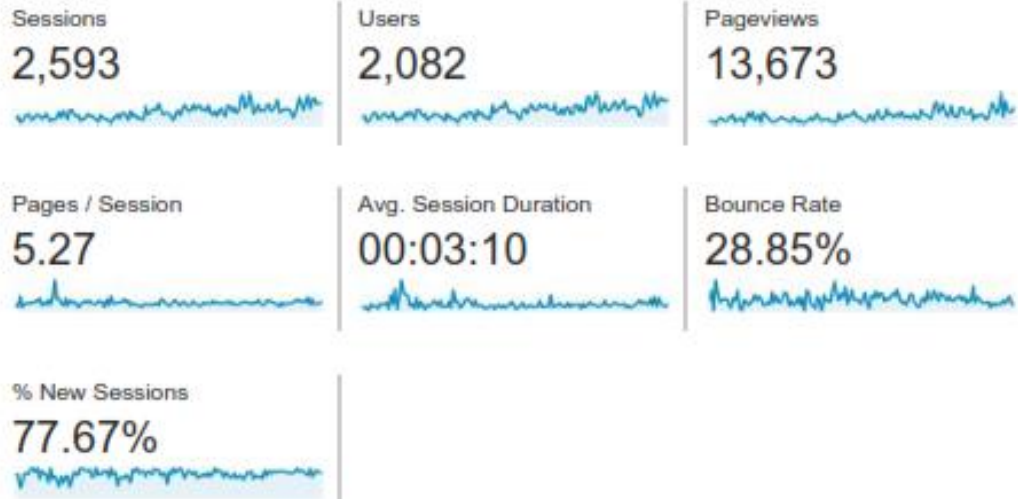 Sessions
2,593
Users
2,082
Pageviews
13,673
Pages / Session
5.27
Avg. Session Duration
00:03:10
Bounce Rate
28.85%
% New Sessions
77.67%